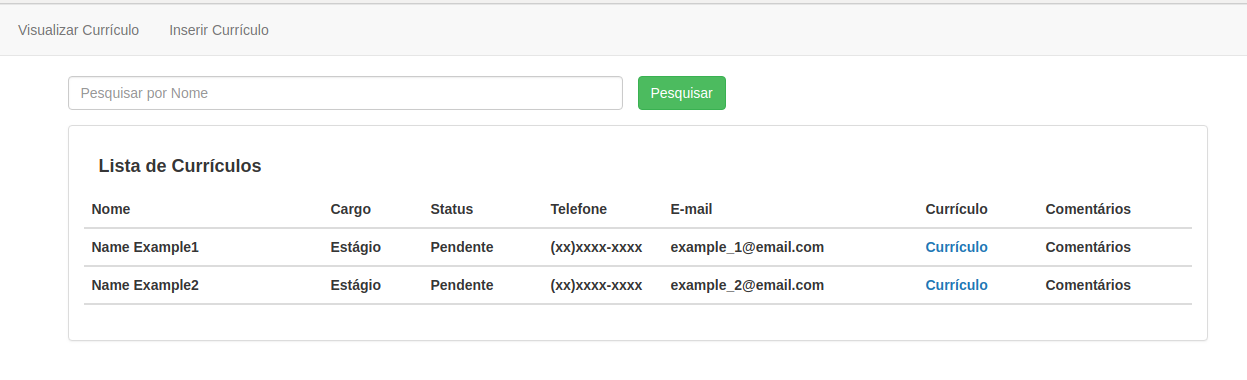 Visualizar Currículo Inserir Currículo
Pesquisar por Nome Pesquisar
Lista de Currículos
Nome Cargo Status Telefone E-mail Currículo Comentários
Name Example1 Estágio Pendente (xx)xxxx-xxxx example_1@email.com Currículo Comentários
Name Example2 Estágio Pendente (xx)xxxx-xxxx example_2@email.com Currículo Comentários